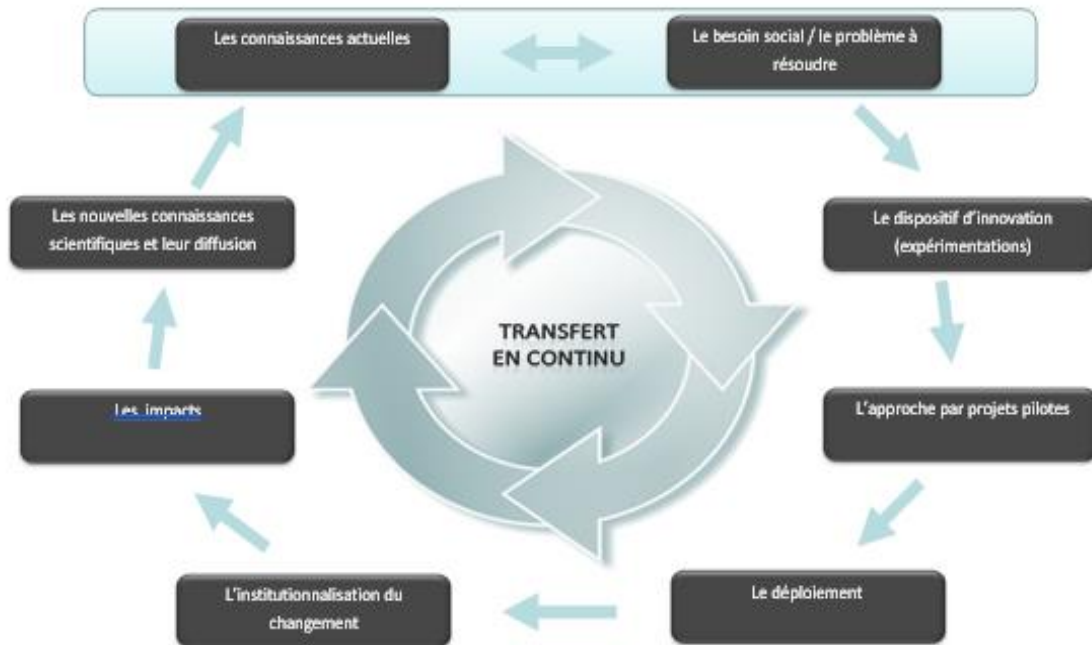 Les connaissances actuelles
Le besoin social / le problème à
résoudre
Les nouvelles connaissances
scientifiques et leur diffusion
Le dispositif d'innovation
(expérimentations)
TRANSFERT
EN CONTINU
Les impacts
L'approche par projets pilotes
L'institutionnalisation du
changement
Le déploiement